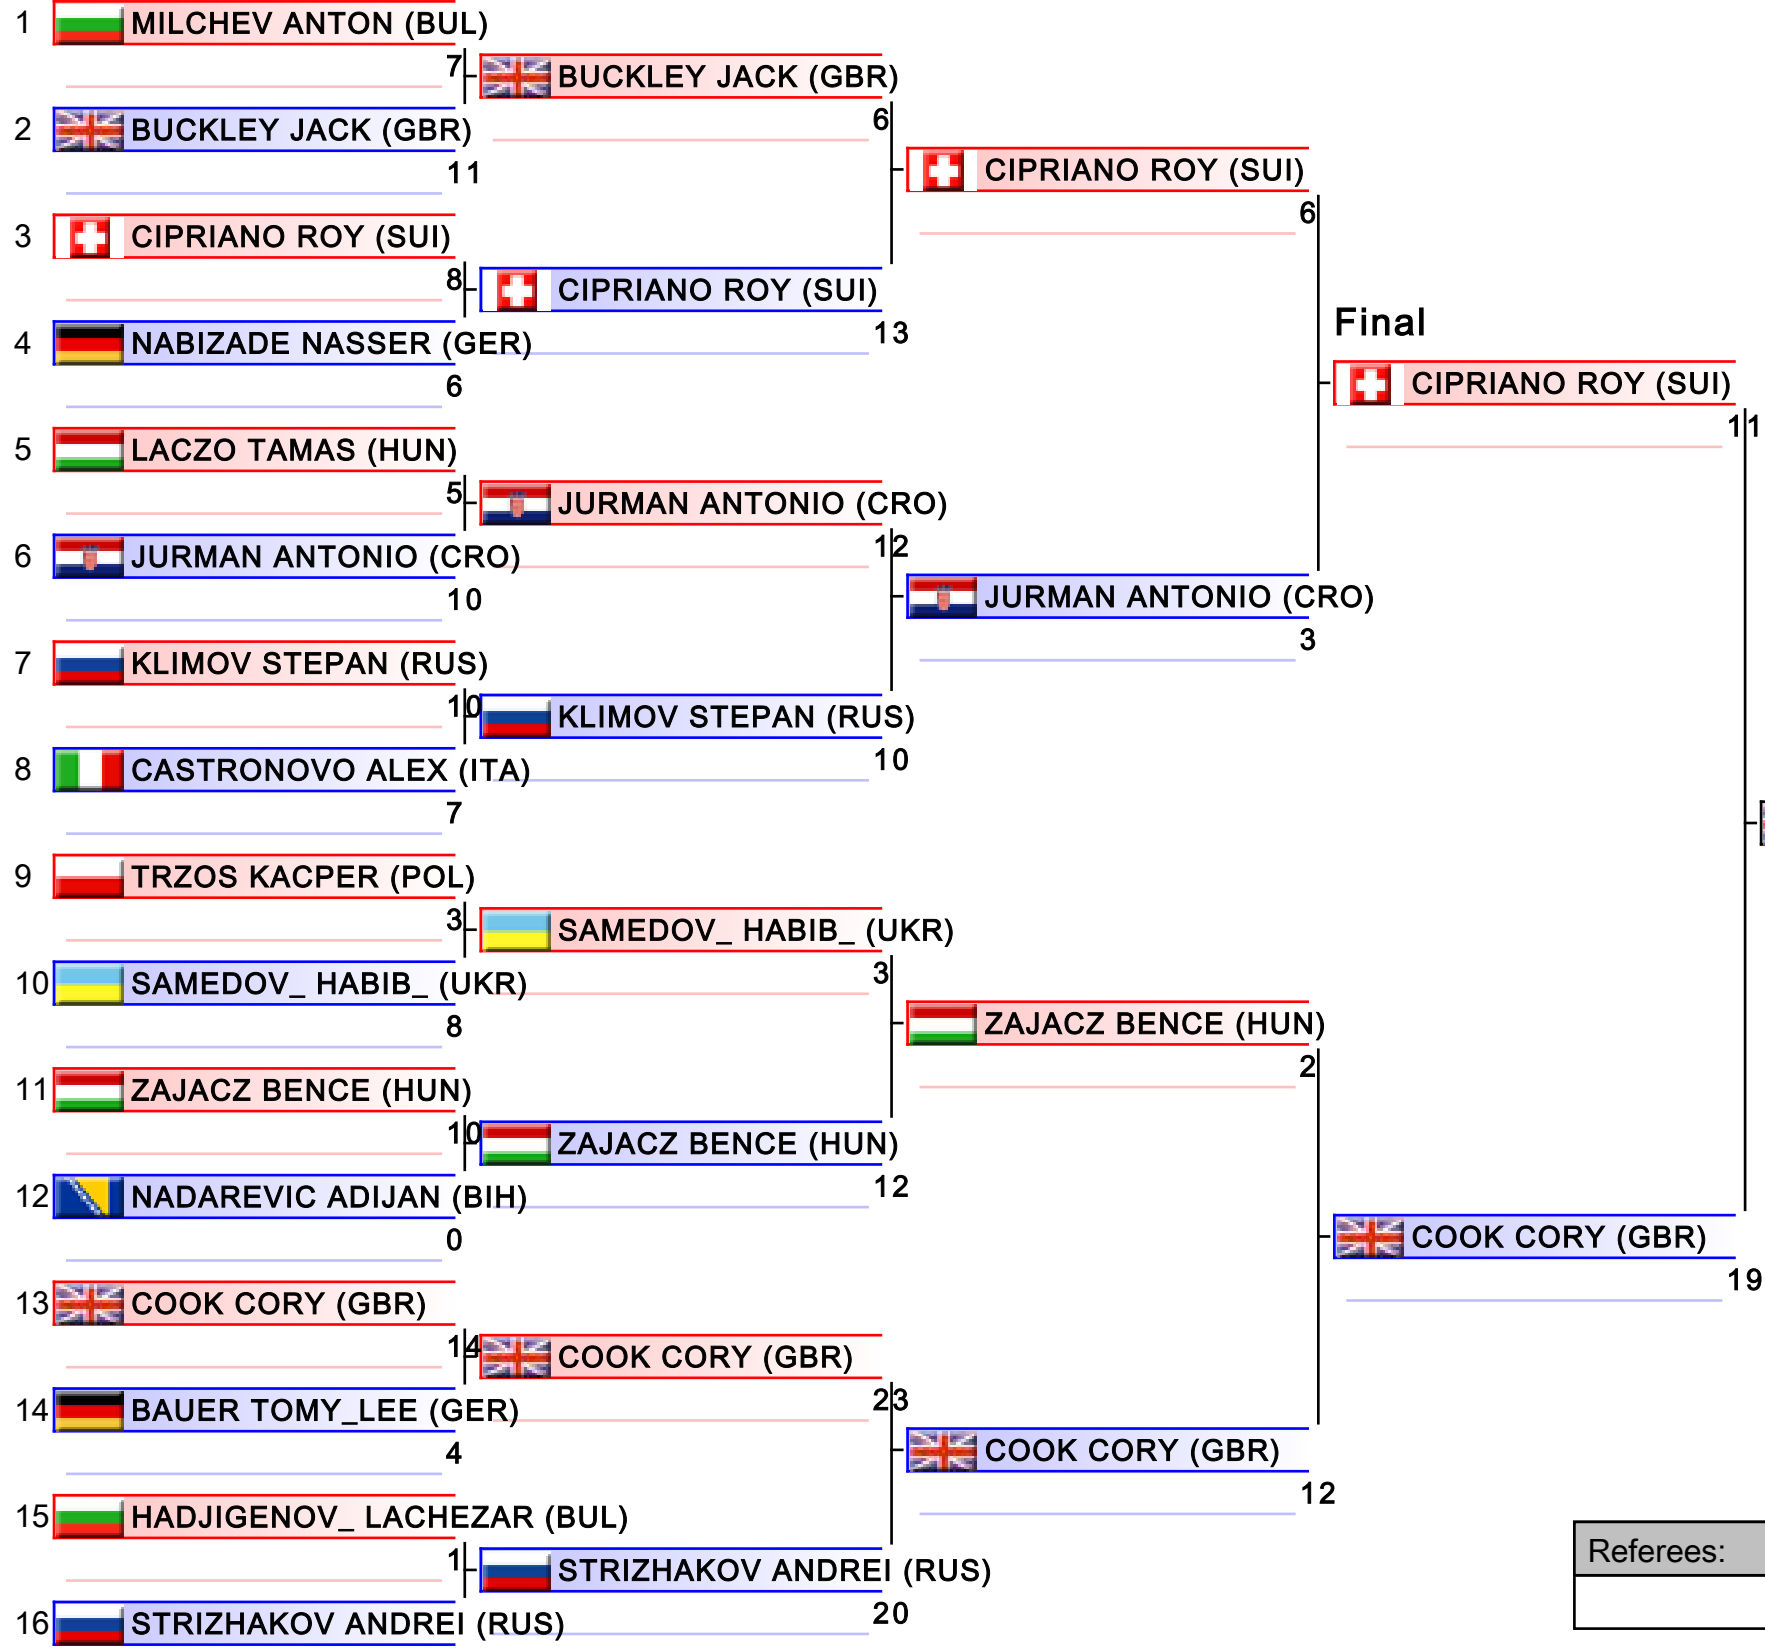 1 MILCHEV ANTON (BUL)
7
2 BUCKLEY JACK (GBR)
11
3 CIPRIANO ROY (SUI)
8
4 NABIZADE NASSER (GER)
6
5 LACZO TAMAS (HUN)
5
6 JURMAN ANTONIO (CRO)
10
7 KLIMOV STEPAN (RUS)
10
8 CASTRONOVO ALEX (ITA)
7
9 TRZOS KACPER (POL)
3
10 SAMEDOV_ HABIB_ (UKR)
8
11 ZAJACZ BENCE (HUN)
10
12 NADAREVIC ADIJAN (BIH)
0
13 COOK CORY (GBR)
14
14 BAUER TOMY_LEE (GER)
4
15 HADJIGENOV_ LACHEZAR (BUL)
1
16 STRIZHAKOV ANDREI (RUS)
BUCKLEY JACK (GBR)
6
CIPRIANO ROY (SUI)
13
JURMAN ANTONIO (CRO)
12
KLIMOV STEPAN (RUS)
10
SAMEDOV_ HABIB_ (UKR)
3
ZAJACZ BENCE (HUN)
12
COOK CORY (GBR)
23
STRIZHAKOV ANDREI (RUS)
20
CIPRIANO ROY (SUI)
6
JURMAN ANTONIO (CRO)
3
ZAJACZ BENCE (HUN)
2
COOK CORY (GBR)
12
Final
CIPRIANO ROY (SUI)
11
COOK CORY (GBR)
19
Referees: